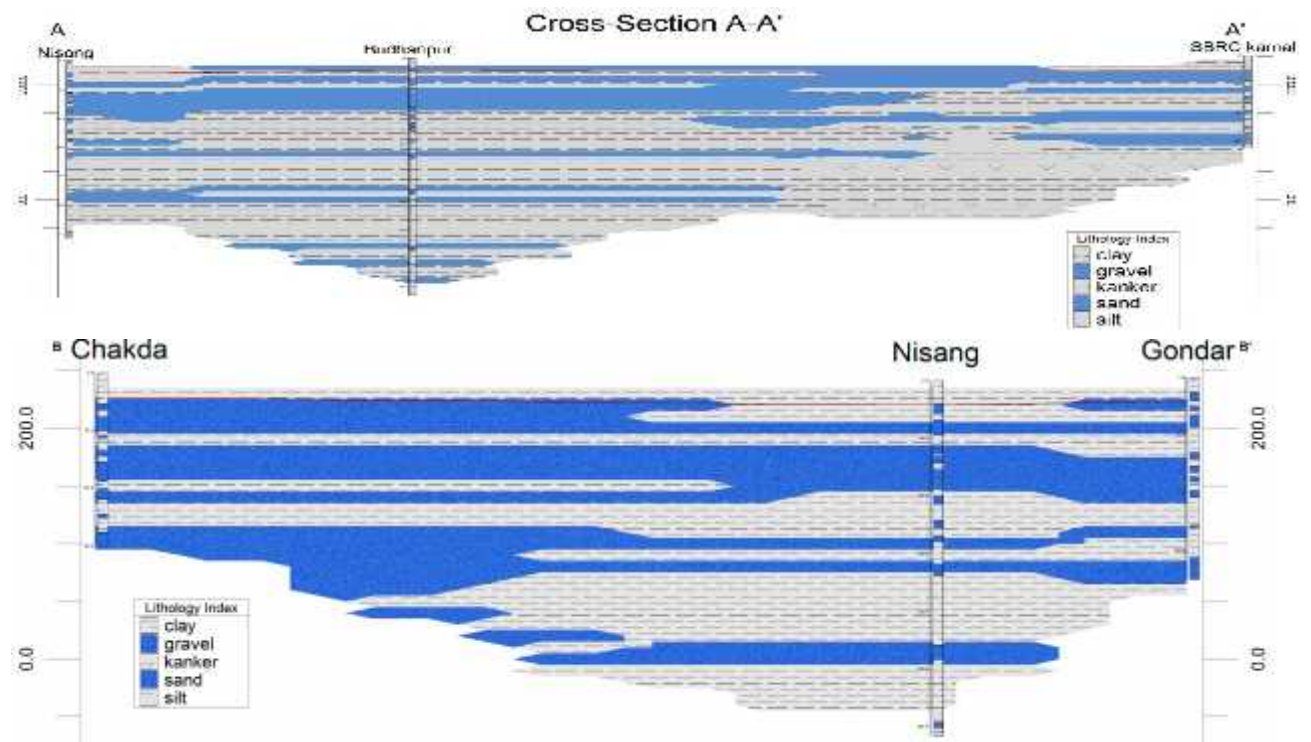 Cross-Section A-A'
A
A'
Nisang
SBRC karnal
Lithology Index
clay
gravel
kanker
sand
silt
B Chakda
Nisang
Gondar B'
200.0
200.0
0.0
0.0
Lithology Index
clay
gravel
kanker
sand
silt